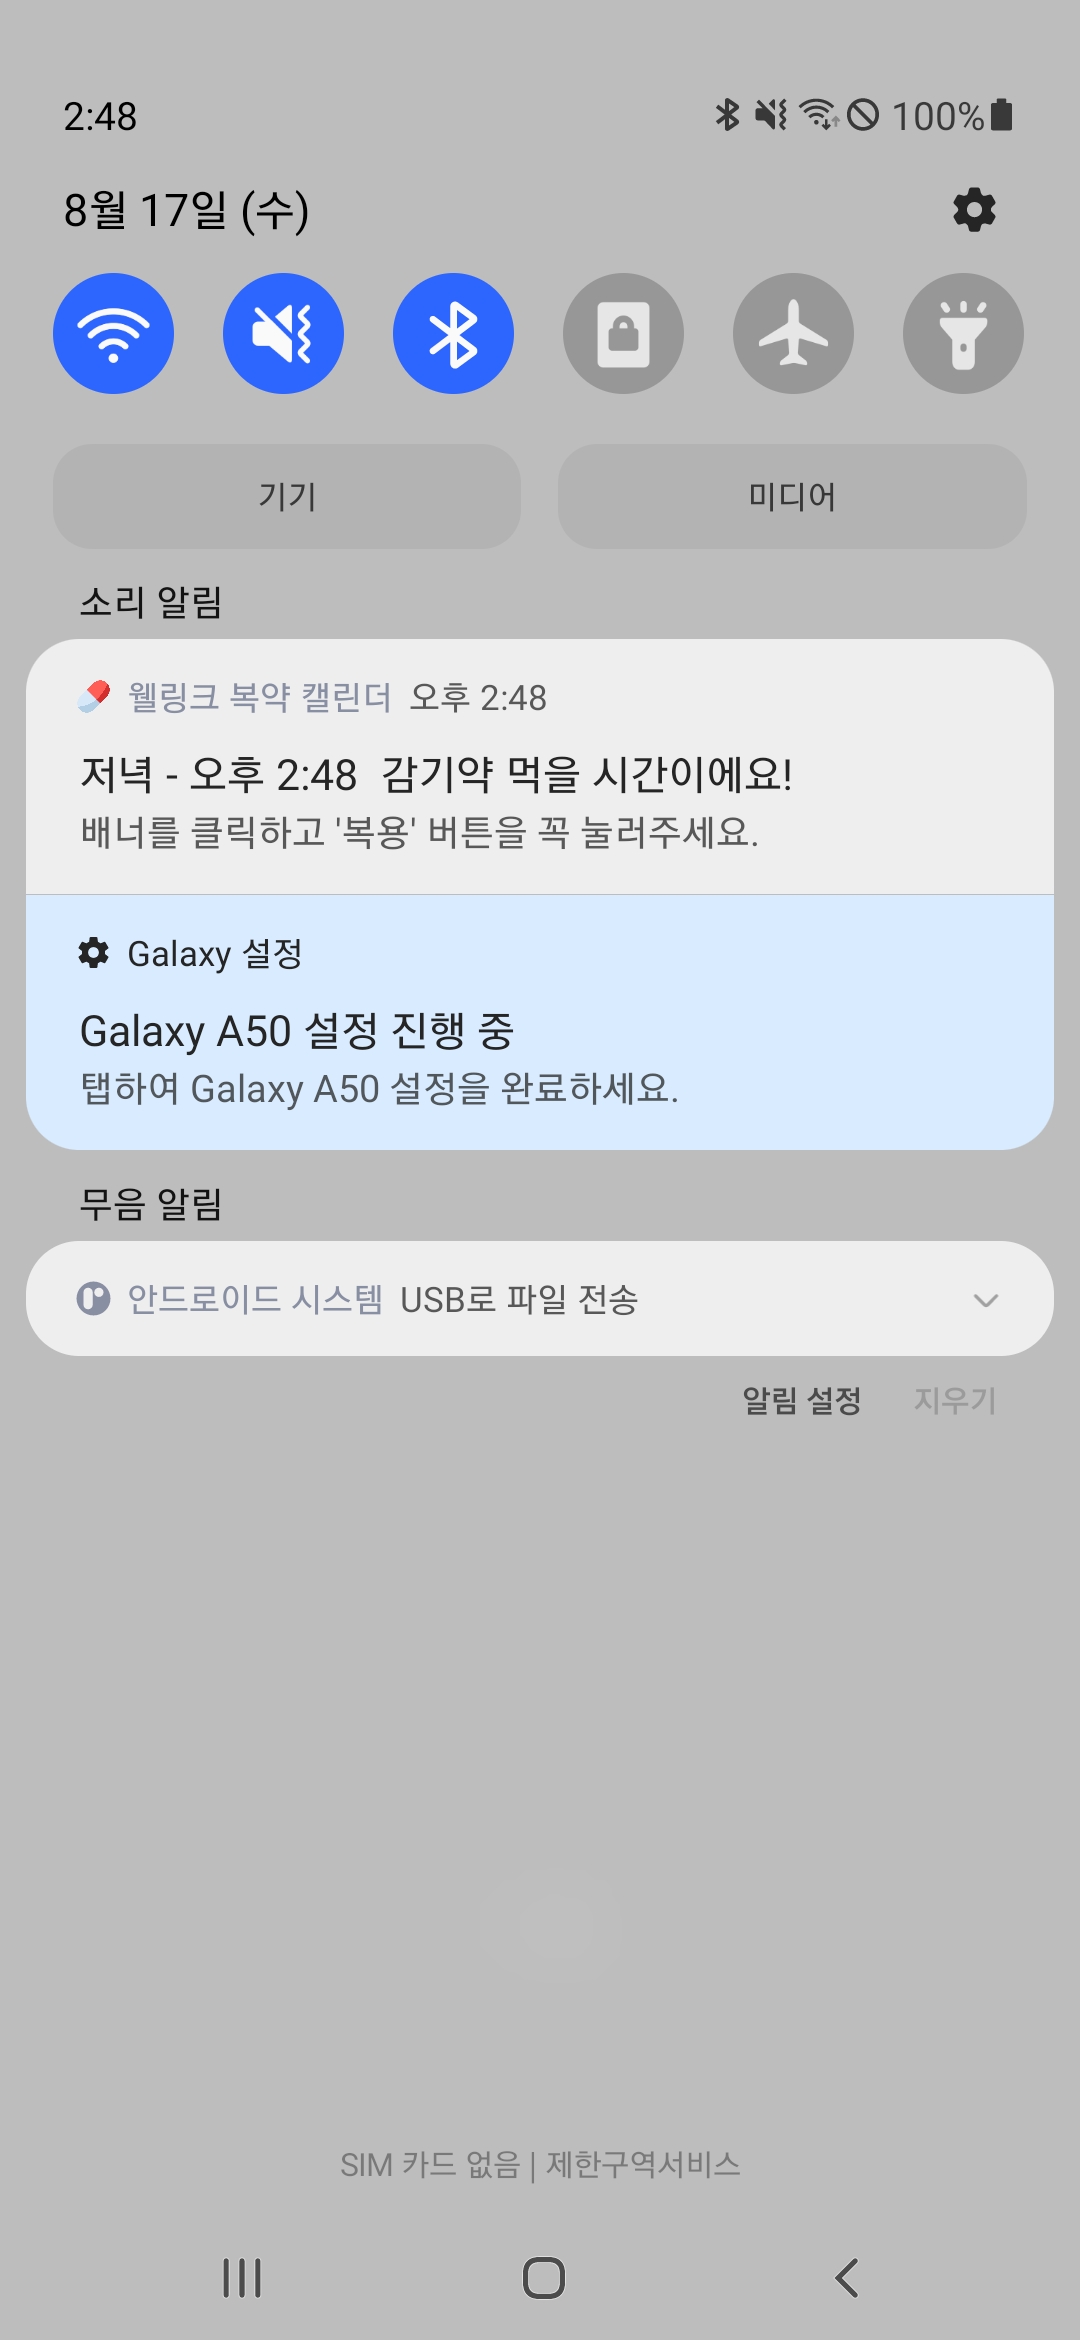 2:48 100%
8월 17일 (수)
기기 미디어
소리 알림
웰링크 복약 캘린더 오후 2:48
저녁 - 오후 2:48 감기약 먹을 시간이에요!
배너를 클릭하고 '복용' 버튼을 꼭 눌러주세요.
Galaxy 설정
Galaxy A50 설정 진행 중
탭하여 Galaxy A50 설정을 완료하세요.
무음 알림
안드로이드 시스템 USB로 파일 전송
알림 설정 지우기
SIM 카드 없음 | 제한구역서비스